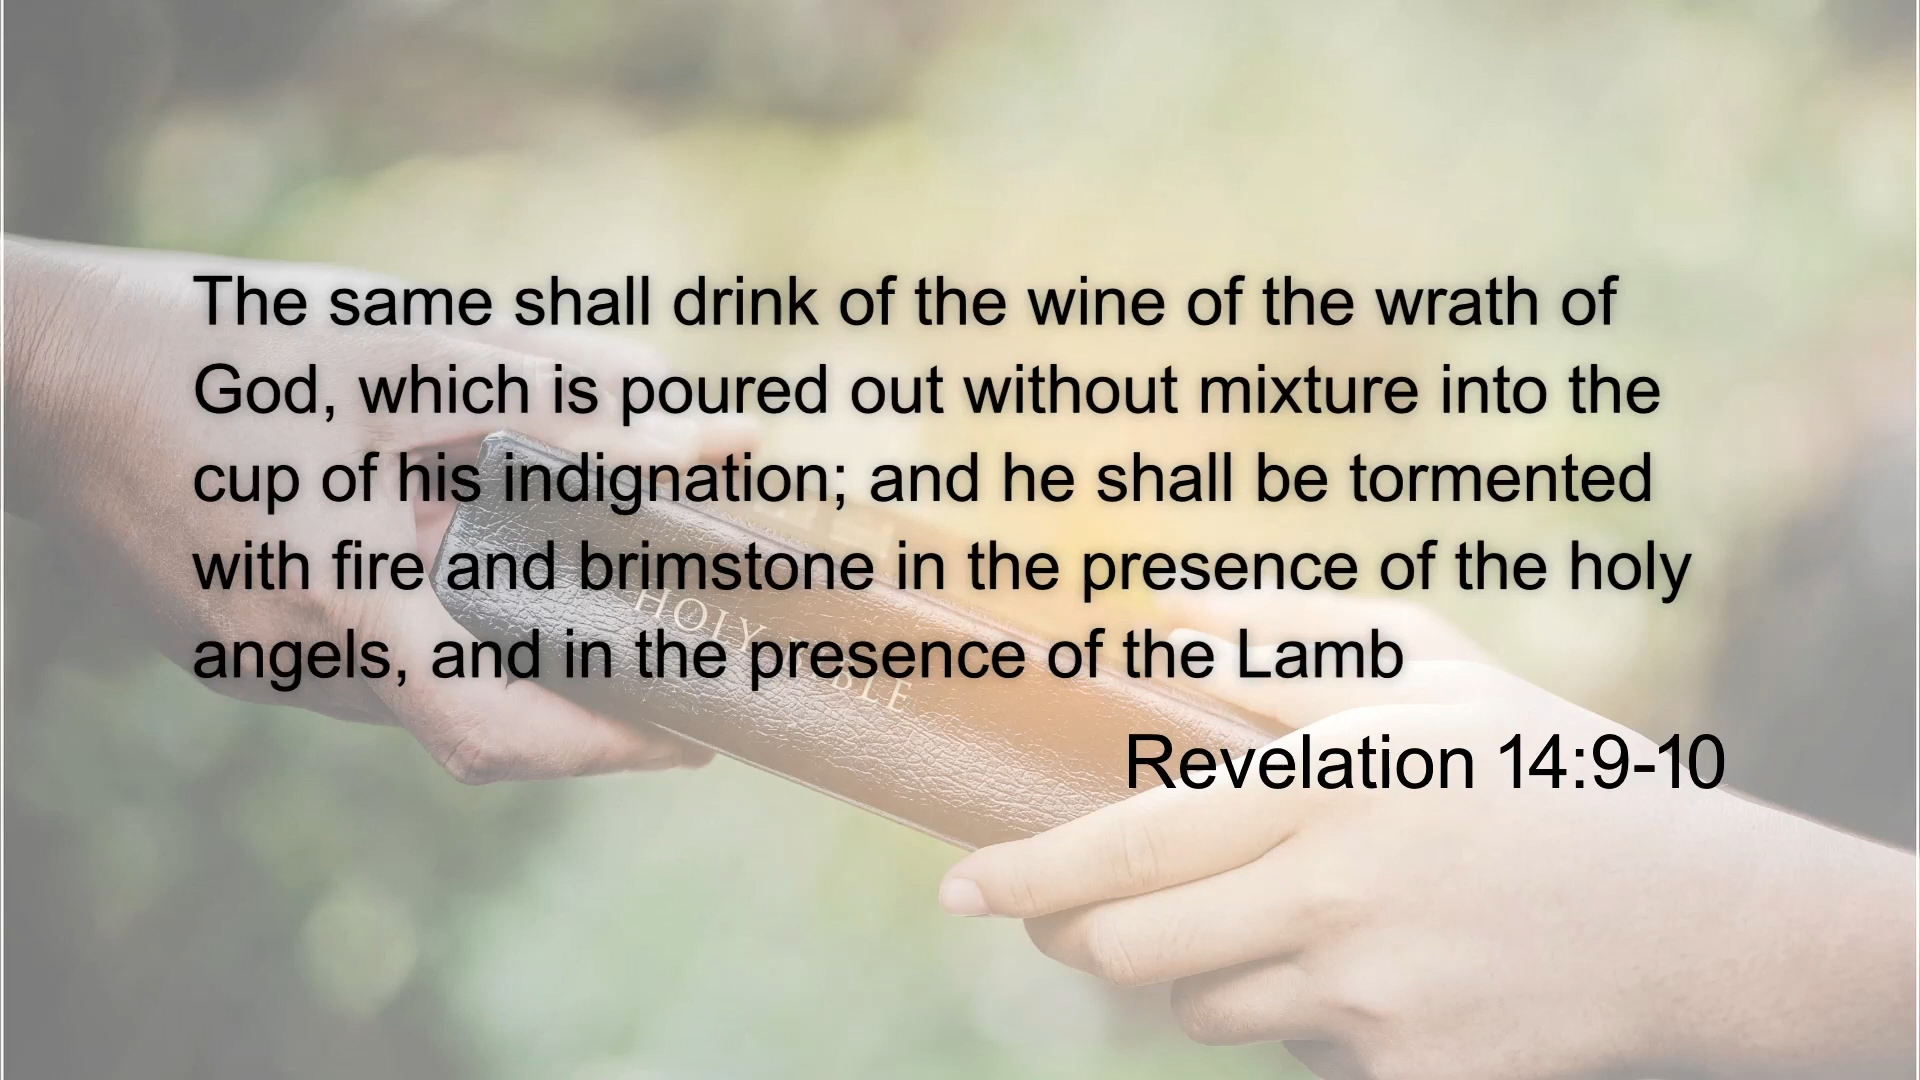 The same shall drink of the wine of the wrath of
God, which is poured out without mixture into the
cup of his indignation; and he shall be tormented
with fire and brimstone in the presence of the holy
angels, and in the presence of the Lamb
HOLY BIBLE
Revelation 14:9-10